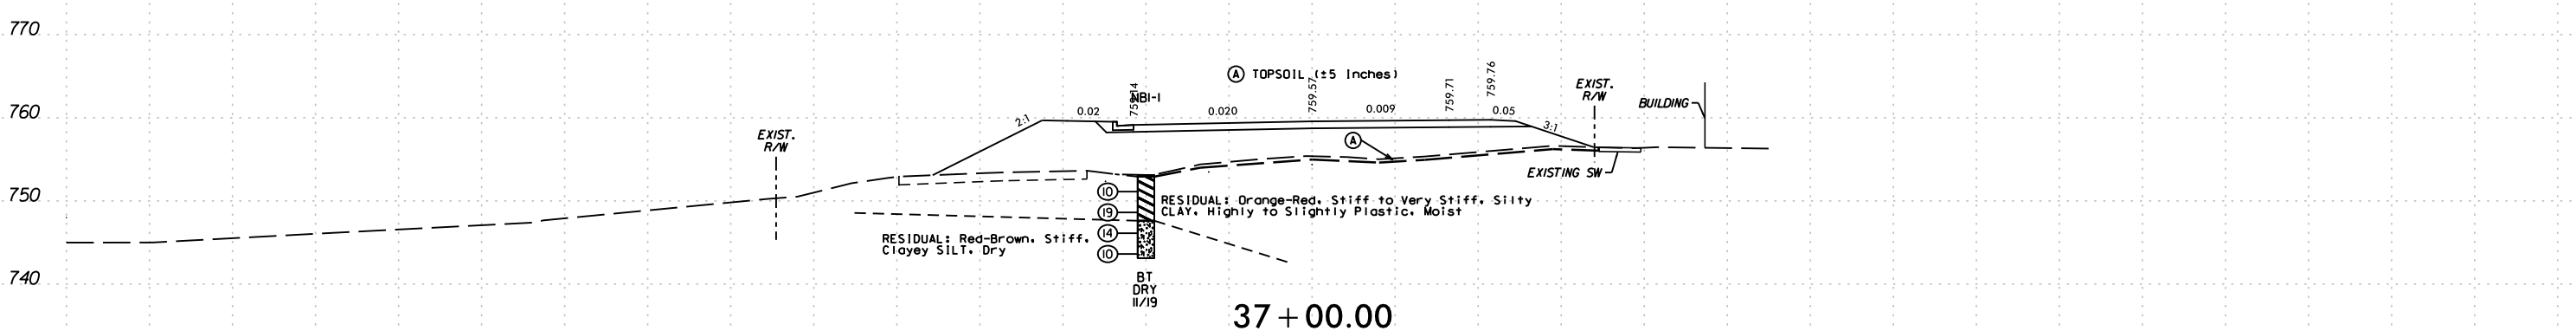 770
Ⓐ TOPSOIL (±5 Inches)
759.57
759.71
759.76
NB1-1
760
2:1
0.02
0.020
0.009
0.05
3:1
EXIST.
R/W
BUILDING
EXIST.
R/W
A
EXISTING SW
750
10
19
14
10
RESIDUAL: Orange-Red, Stiff to Very Stiff, Silty
CLAY, Highly to Slightly Plastic, Moist
RESIDUAL: Red-Brown, Stiff,
Clayey SILT, Dry
740
BT
DRY
11/19
37+00.00